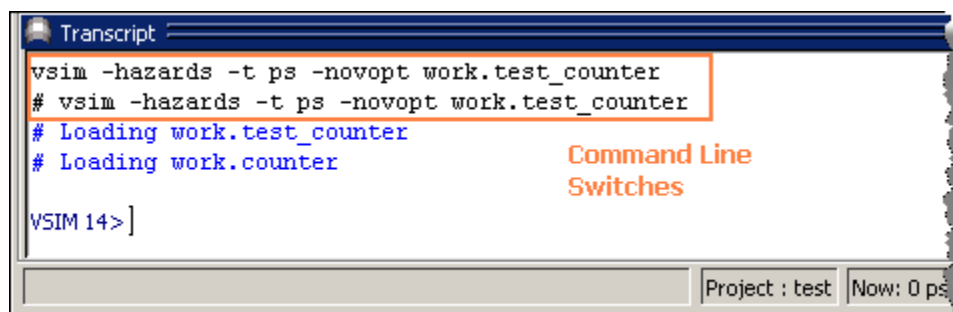 Transcript
vsim -hazards -t ps -novopt work.test_counter
# vsim -hazards -t ps -novopt work.test_counter
# Loading work.test_counter
# Loading work.counter
Command Line
Switches
VSIM 14>
Project : test Now: 0 ps